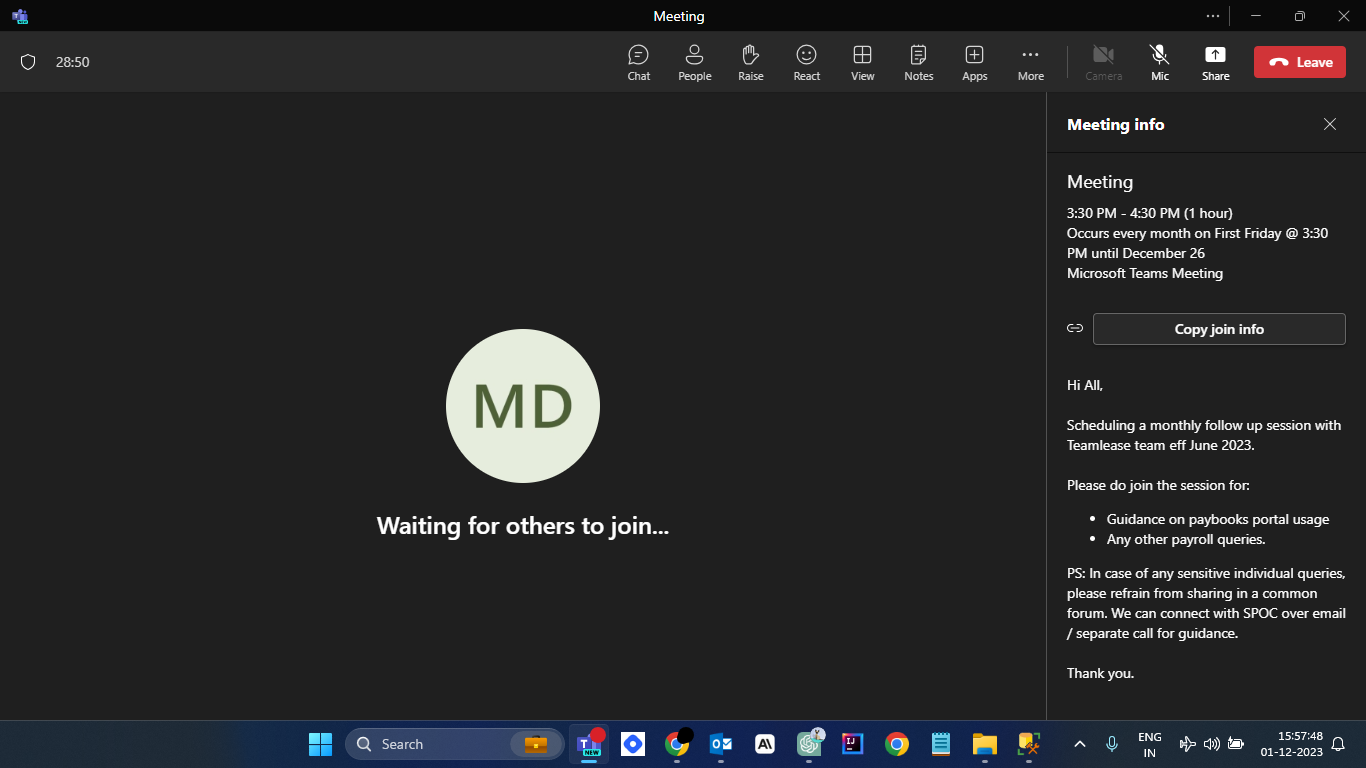 Meeting
28:50
Chat
People
Raise
React
View
Notes
Apps
More
Camera
Mic
Share
Leave
Meeting info
Meeting
3:30 PM - 4:30 PM (1 hour)
Occurs every month on First Friday @ 3:30
PM until December 26
Microsoft Teams Meeting
Copy join info
Hi All,
Scheduling a monthly follow up session with
Teamlease team eff June 2023.
Please do join the session for:
• Guidance on paybooks portal usage
• Any other payroll queries.
PS: In case of any sensitive individual queries,
please refrain from sharing in a common
forum. We can connect with SPOC over email
/ separate call for guidance.
Thank you.
MD
Waiting for others to join...
Search
NEW
ENG
IN
15:57:48
01-12-2023